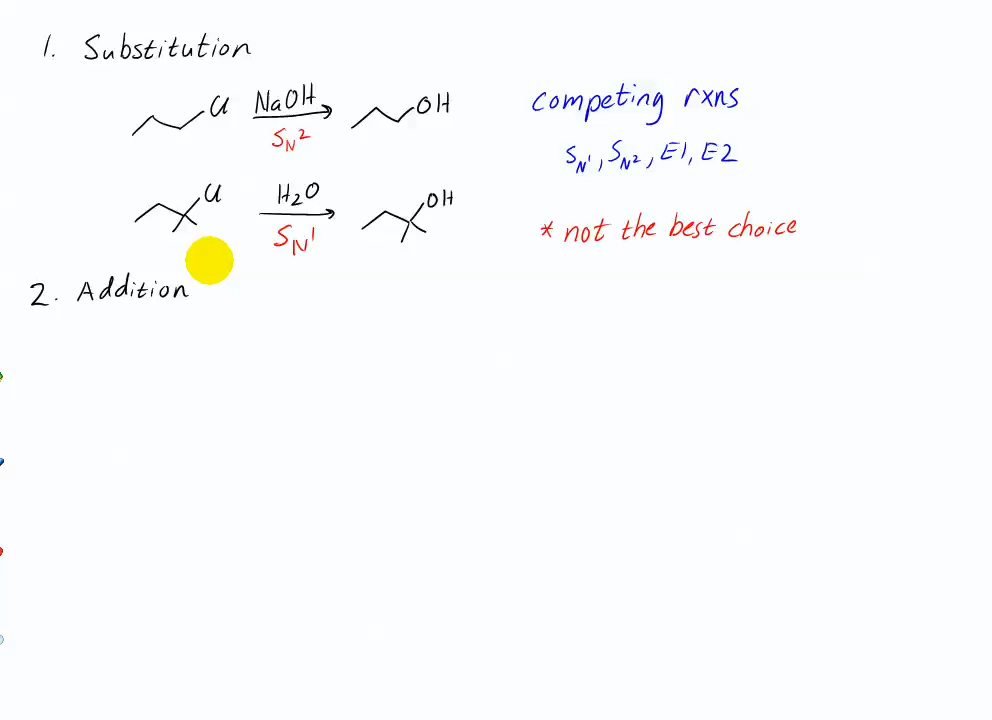 1. Substitution
Cl NaOH OH
SN2
competing rxns
SN1, SN2, E1, E2
Cl H2O OH
SN1
* not the best choice
2. Addition